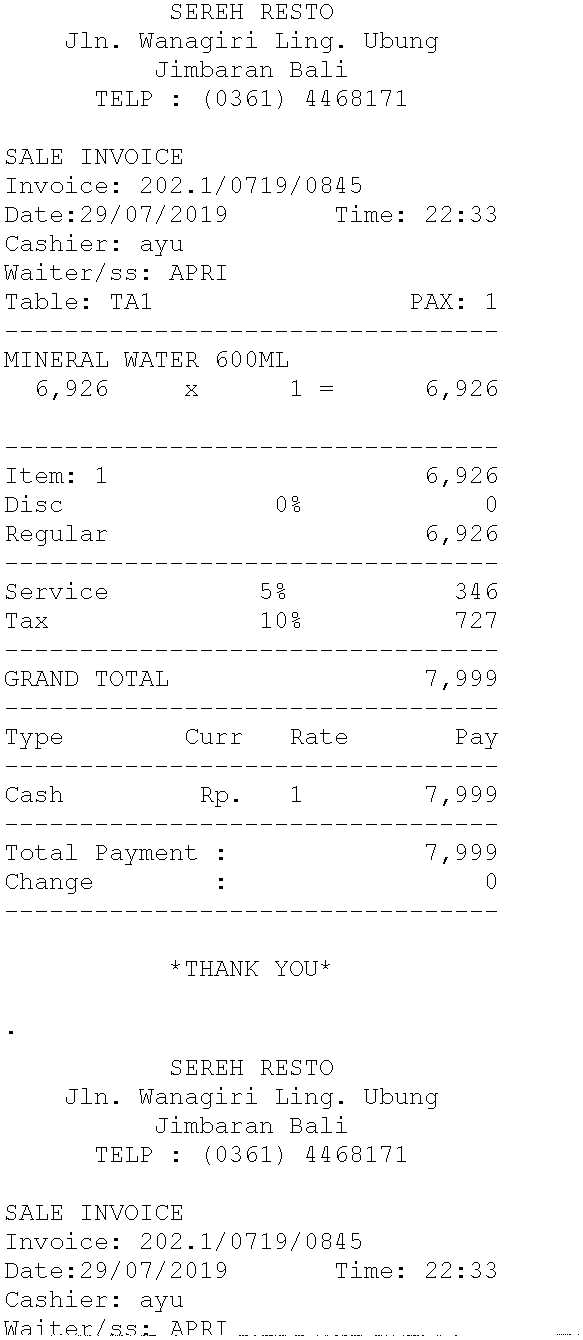 SEREH RESTO
Jln. Wanagiri Ling. Ubung
Jimbaran Bali
TELP : (0361) 4468171
SALE INVOICE
Invoice: 202.1/0719/0845
Date:29/07/2019 Time: 22:33
Cashier: ayu
Waiter/ss: APRI
Table: TA1 PAX: 1
---------------------------------
MINERAL WATER 600ML
6,926 x 1 = 6,926
---------------------------------
Item: 1 6,926
Disc 0% 0
Regular 6,926
---------------------------------
Service 5% 346
Tax 10% 727
---------------------------------
GRAND TOTAL 7,999
---------------------------------
Type Curr Rate Pay
---------------------------------
Cash Rp. 1 7,999
---------------------------------
Total Payment : 7,999
Change : 0
---------------------------------
*THANK YOU*
.
SEREH RESTO
Jln. Wanagiri Ling. Ubung
Jimbaran Bali
TELP : (0361) 4468171
SALE INVOICE
Invoice: 202.1/0719/0845
Date:29/07/2019 Time: 22:33
Cashier: ayu
Waiter/ss: APRI